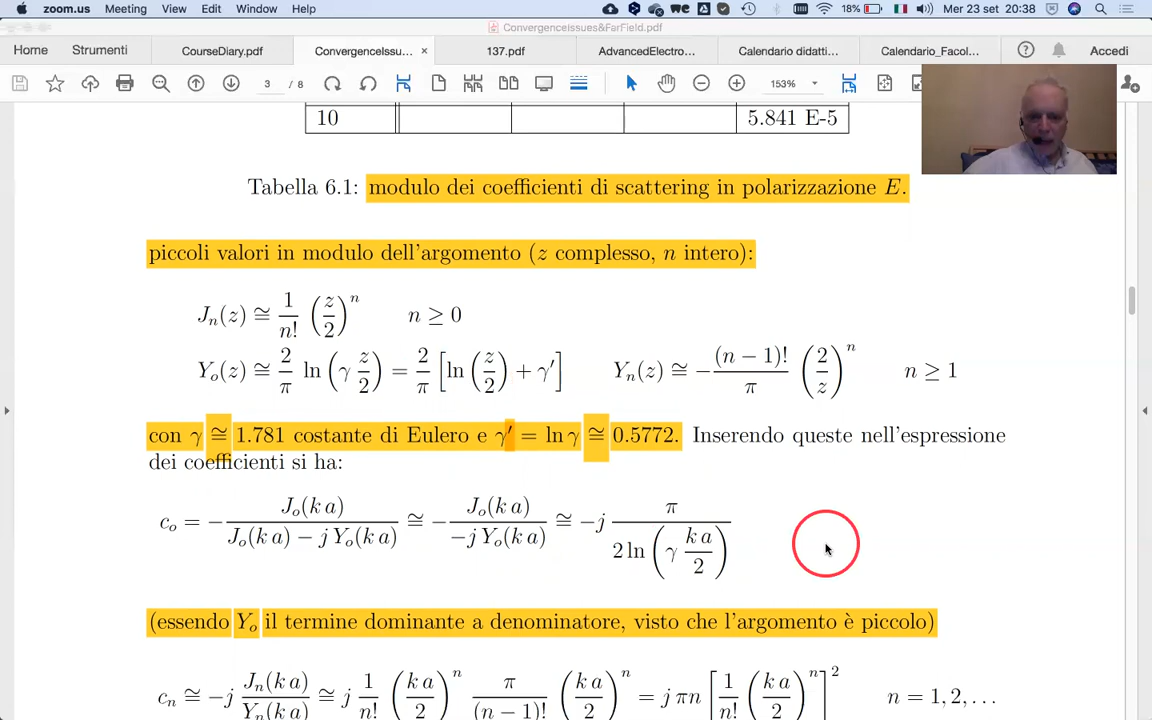 zoom.us Meeting View Edit Window Help 18% Mer 23 set 20:38
ConvergenceIssues&FarField.pdf
Home Strumenti CourseDiary.pdf ConvergenceIssu... × 137.pdf AdvancedElectro... Calendario didatti... Calendario_Facol... Accedi
3 / 8 153%
10 5.841 E-5
Tabella 6.1: modulo dei coefficienti di scattering in polarizzazione E.
piccoli valori in modulo dell'argomento (z complesso, n intero):
J_n(z) ≅ 1/n! (z/2)^n n ≥ 0
Y_o(z) ≅ 2/π ln(γ z/2) = 2/π [ln(z/2) + γ'] Y_n(z) ≅ −(n − 1)!/π (2/z)^n n ≥ 1
con γ ≅ 1.781 costante di Eulero e γ' = ln γ ≅ 0.5772. Inserendo queste nell'espressione
dei coefficienti si ha:
c_o = − J_o(k a)/(J_o(k a) − j Y_o(k a)) ≅ − J_o(k a)/(−j Y_o(k a)) ≅ −j π/(2 ln(γ k a/2))
(essendo Y_o il termine dominante a denominatore, visto che l'argomento è piccolo)
c_n ≅ −j J_n(k a)/Y_n(k a) ≅ j 1/n! (k a/2)^n π/(n − 1)! (k a/2)^n = j π n [1/n! (k a/2)^n]^2 n = 1, 2, . . .